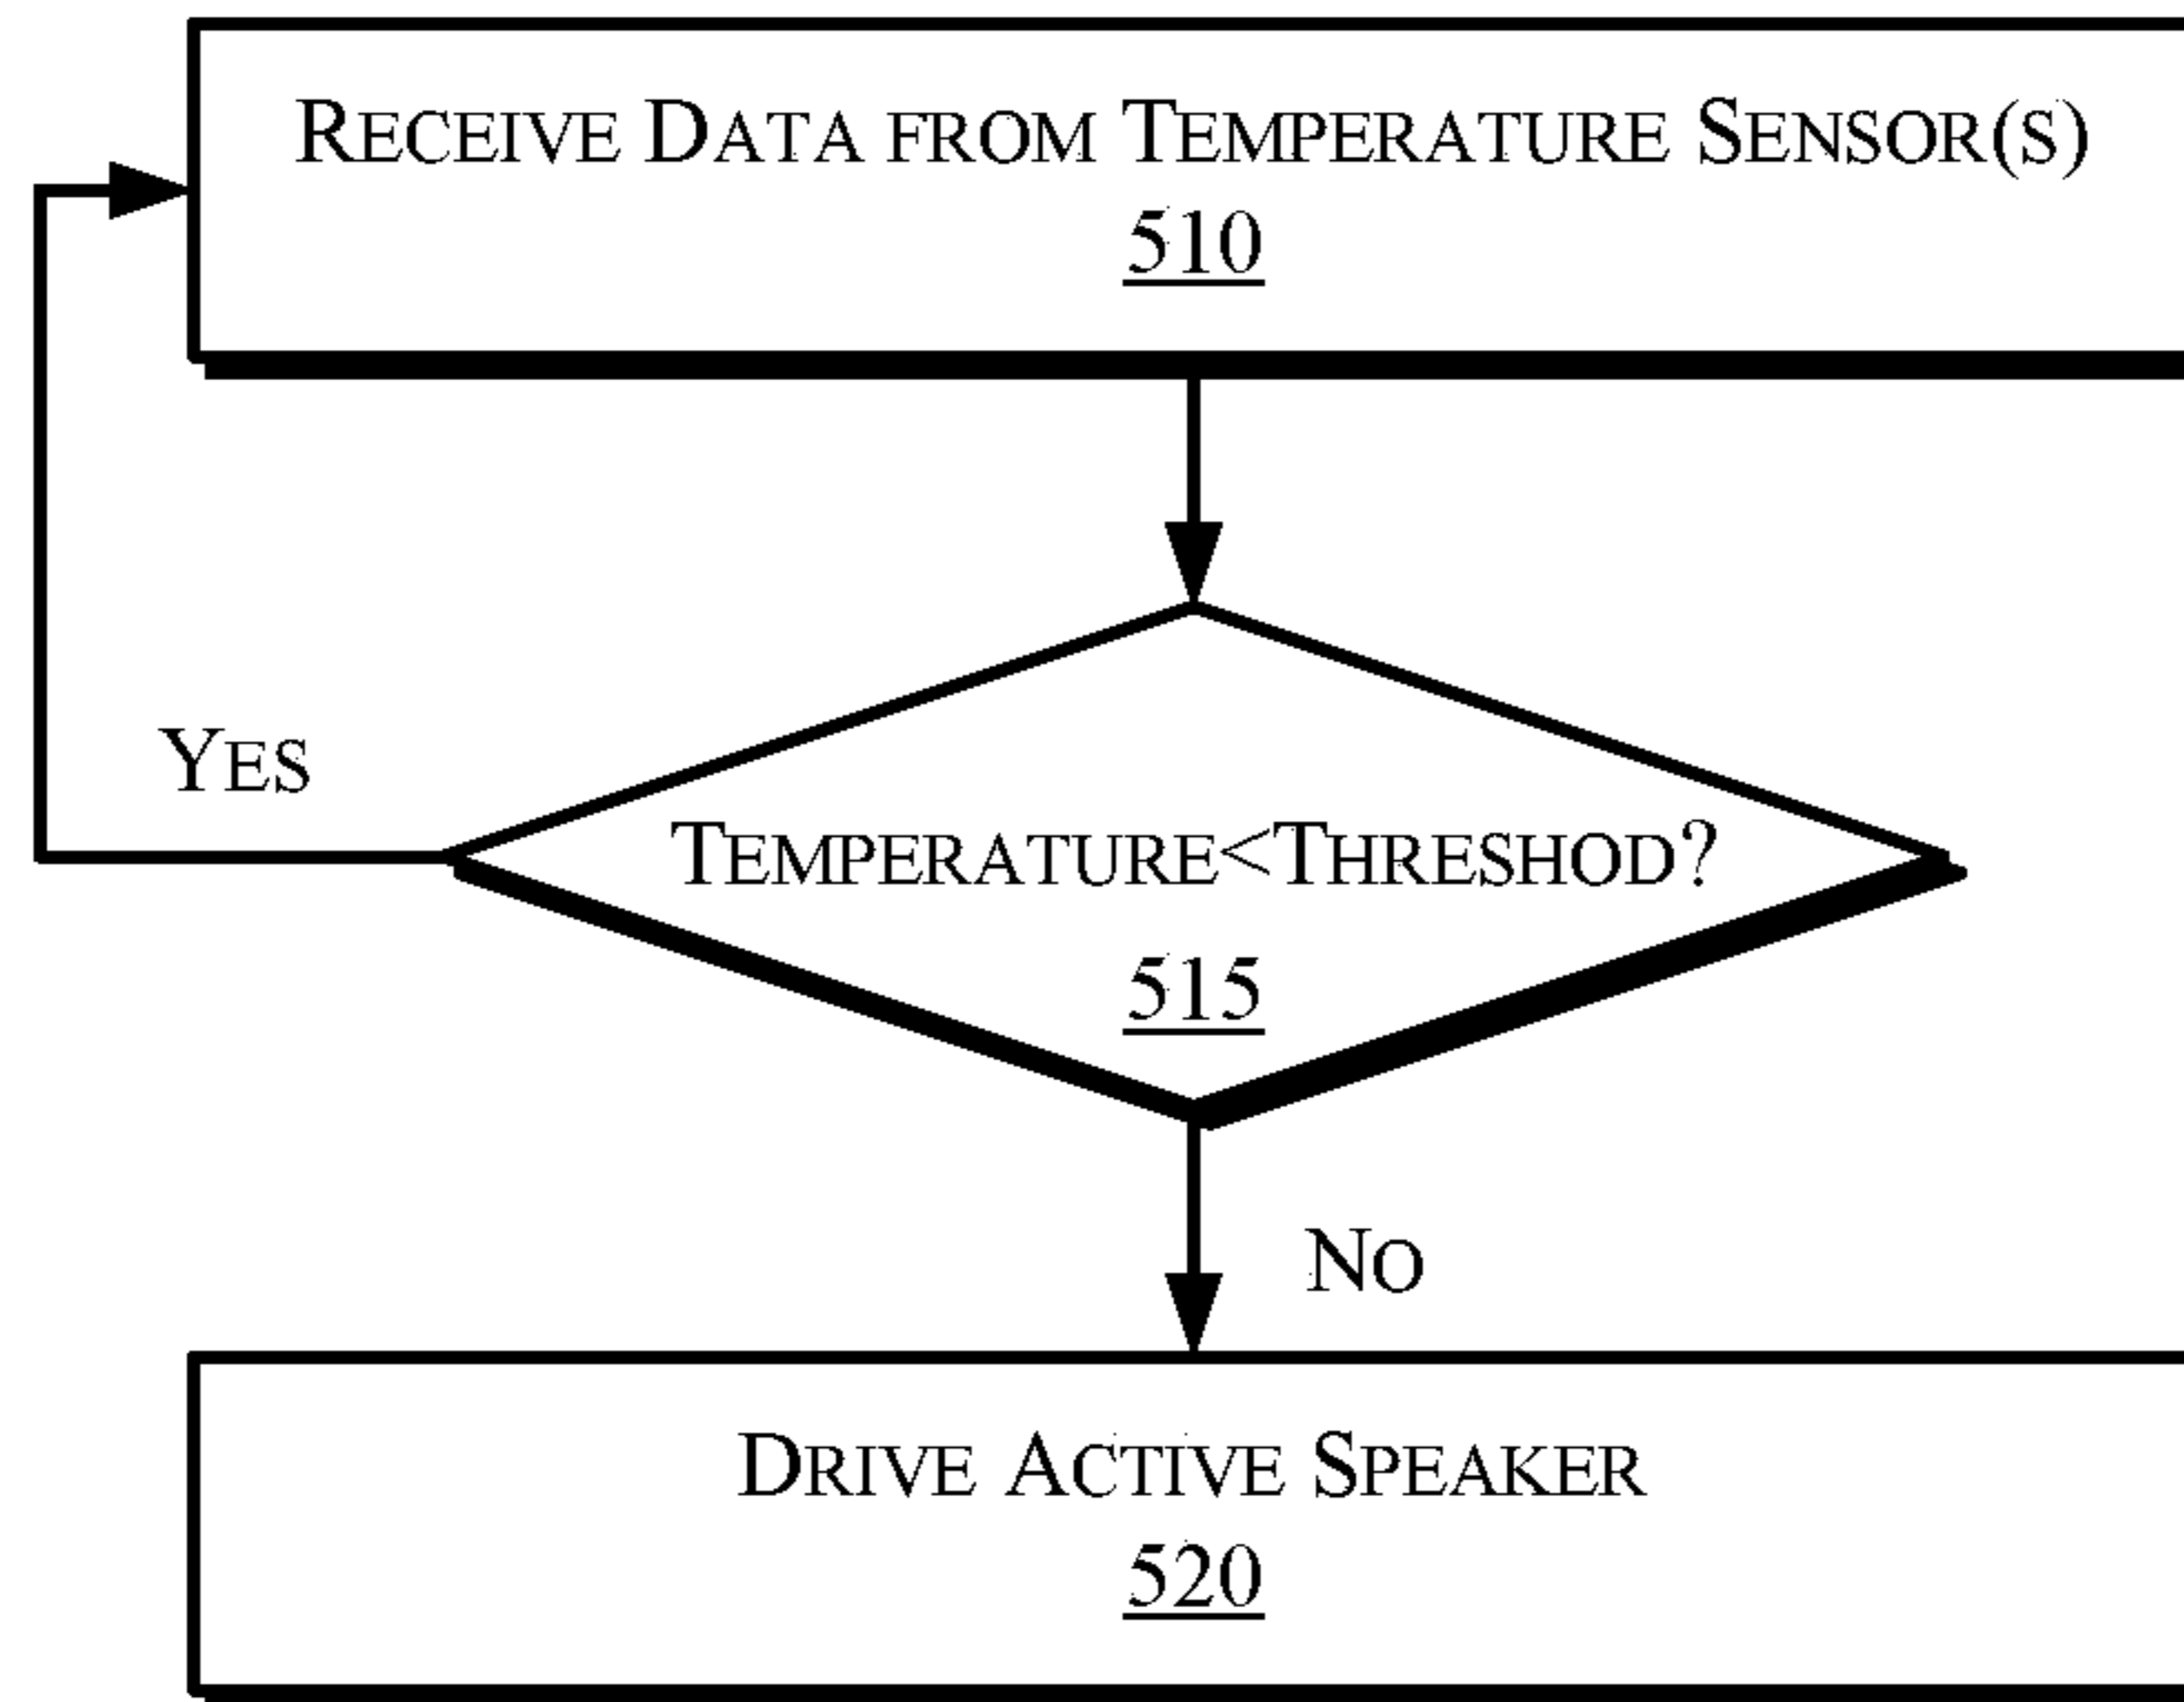 Receive Data from Temperature Sensor(s)
510
Yes
Temperature<Threshod?
515
No
Drive Active Speaker
520